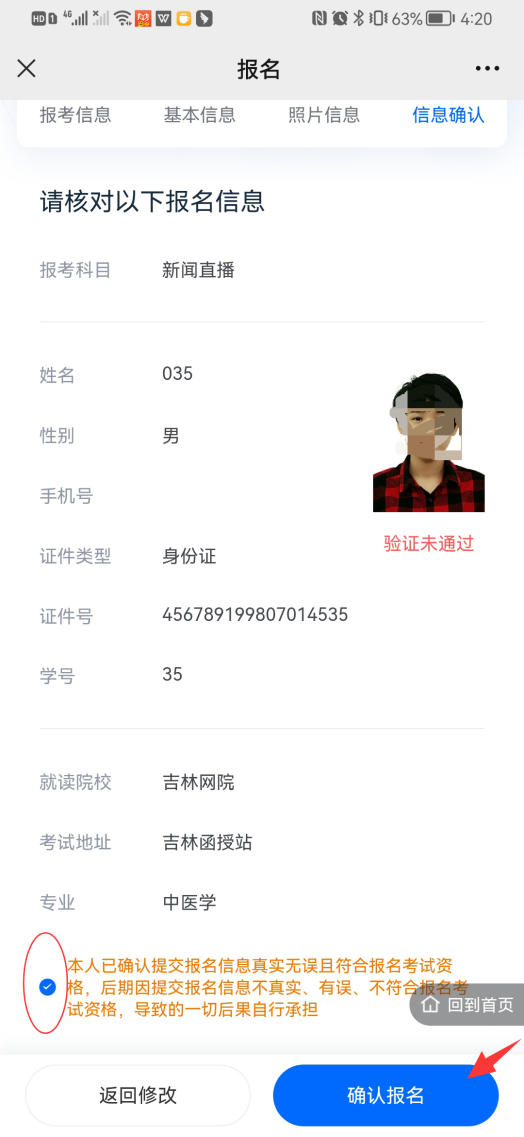 HD 1 4G 63% 4:20
报名
报考信息 基本信息 照片信息 信息确认
请核对以下报名信息
报考科目 新闻直播
姓名 035
性别 男
手机号
验证未通过
证件类型 身份证
证件号 456789199807014535
学号 35
就读院校 吉林网院
考试地址 吉林函授站
专业 中医学
本人已确认提交报名信息真实无误且符合报名考试资
格，后期因提交报名信息不真实、有误、不符合报名考
试资格，导致的一切后果自行承担
回到首页
返回修改 确认报名